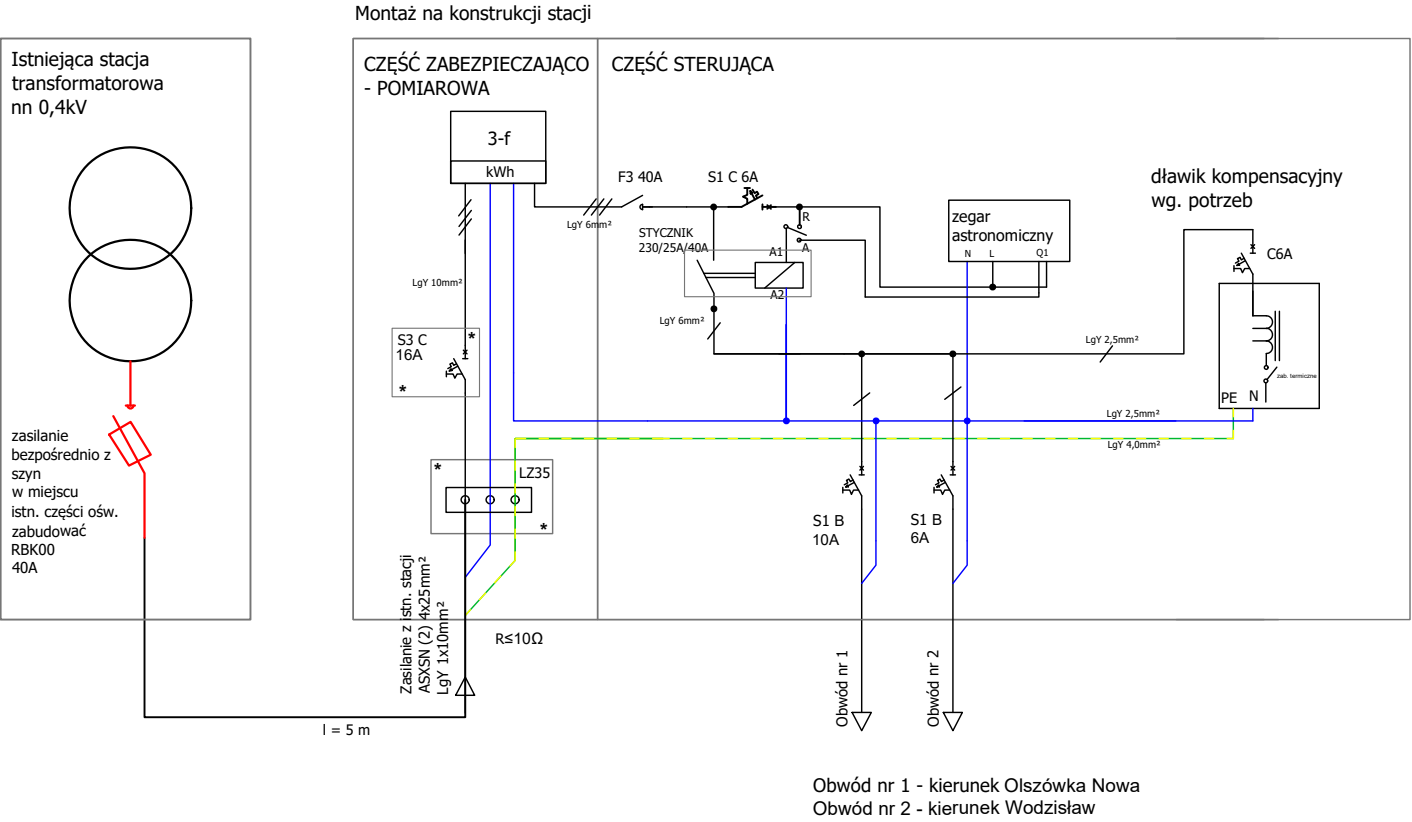 Montaż na konstrukcji stacji
Istniejąca stacja
transformatorowa
nn 0,4kV
zasilanie
bezpośrednio z
szyn
w miejscu
istn. części ośw.
zabudować
RBK00
40A
l = 5 m
CZĘŚĆ ZABEZPIECZAJĄCO
- POMIAROWA
3-f
kWh
LgY 10mm²
S3 C
16A
*
*
*
LZ35
*
Zasilanie z istn. stacji
ASXSN (2) 4x25mm²
LgY 1x10mm²
R≤10Ω
CZĘŚĆ STERUJĄCA
F3 40A
LgY 6mm²
S1 C 6A
STYCZNIK
230/25A/40A
R
A
A1
A2
LgY 6mm²
zegar
astronomiczny
N L Q1
dławik kompensacyjny
wg. potrzeb
C6A
zab. termiczne
PE N
LgY 2,5mm²
LgY 2,5mm²
LgY 4,0mm²
S1 B
10A
S1 B
6A
Obwód nr 1
Obwód nr 2
Obwód nr 1 - kierunek Olszówka Nowa
Obwód nr 2 - kierunek Wodzisław